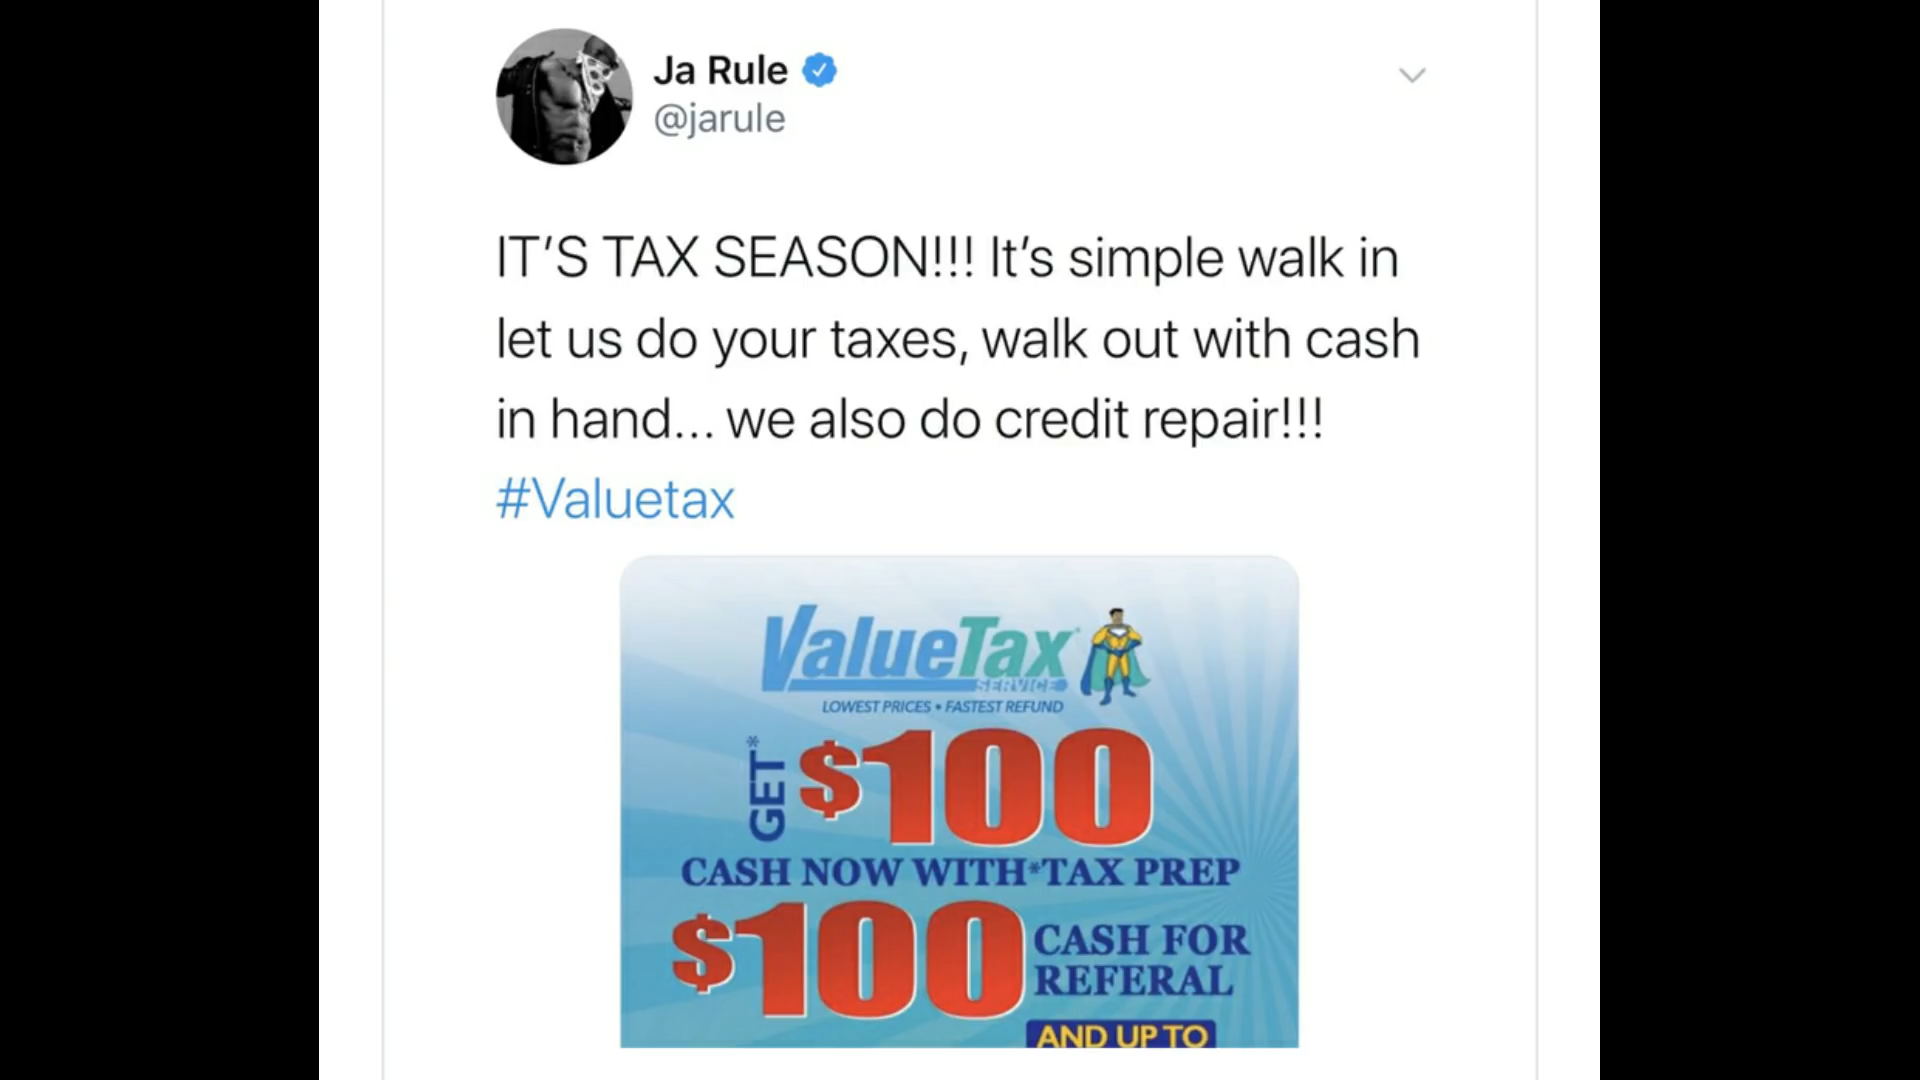 Ja Rule
@jarule
IT’S TAX SEASON!!! It’s simple walk in
let us do your taxes, walk out with cash
in hand... we also do credit repair!!!
#Valuetax
ValueTax
SERVICE
LOWEST PRICES • FASTEST REFUND
GET* $100
CASH NOW WITH*TAX PREP
$100 CASH FOR
REFERAL
AND UP TO